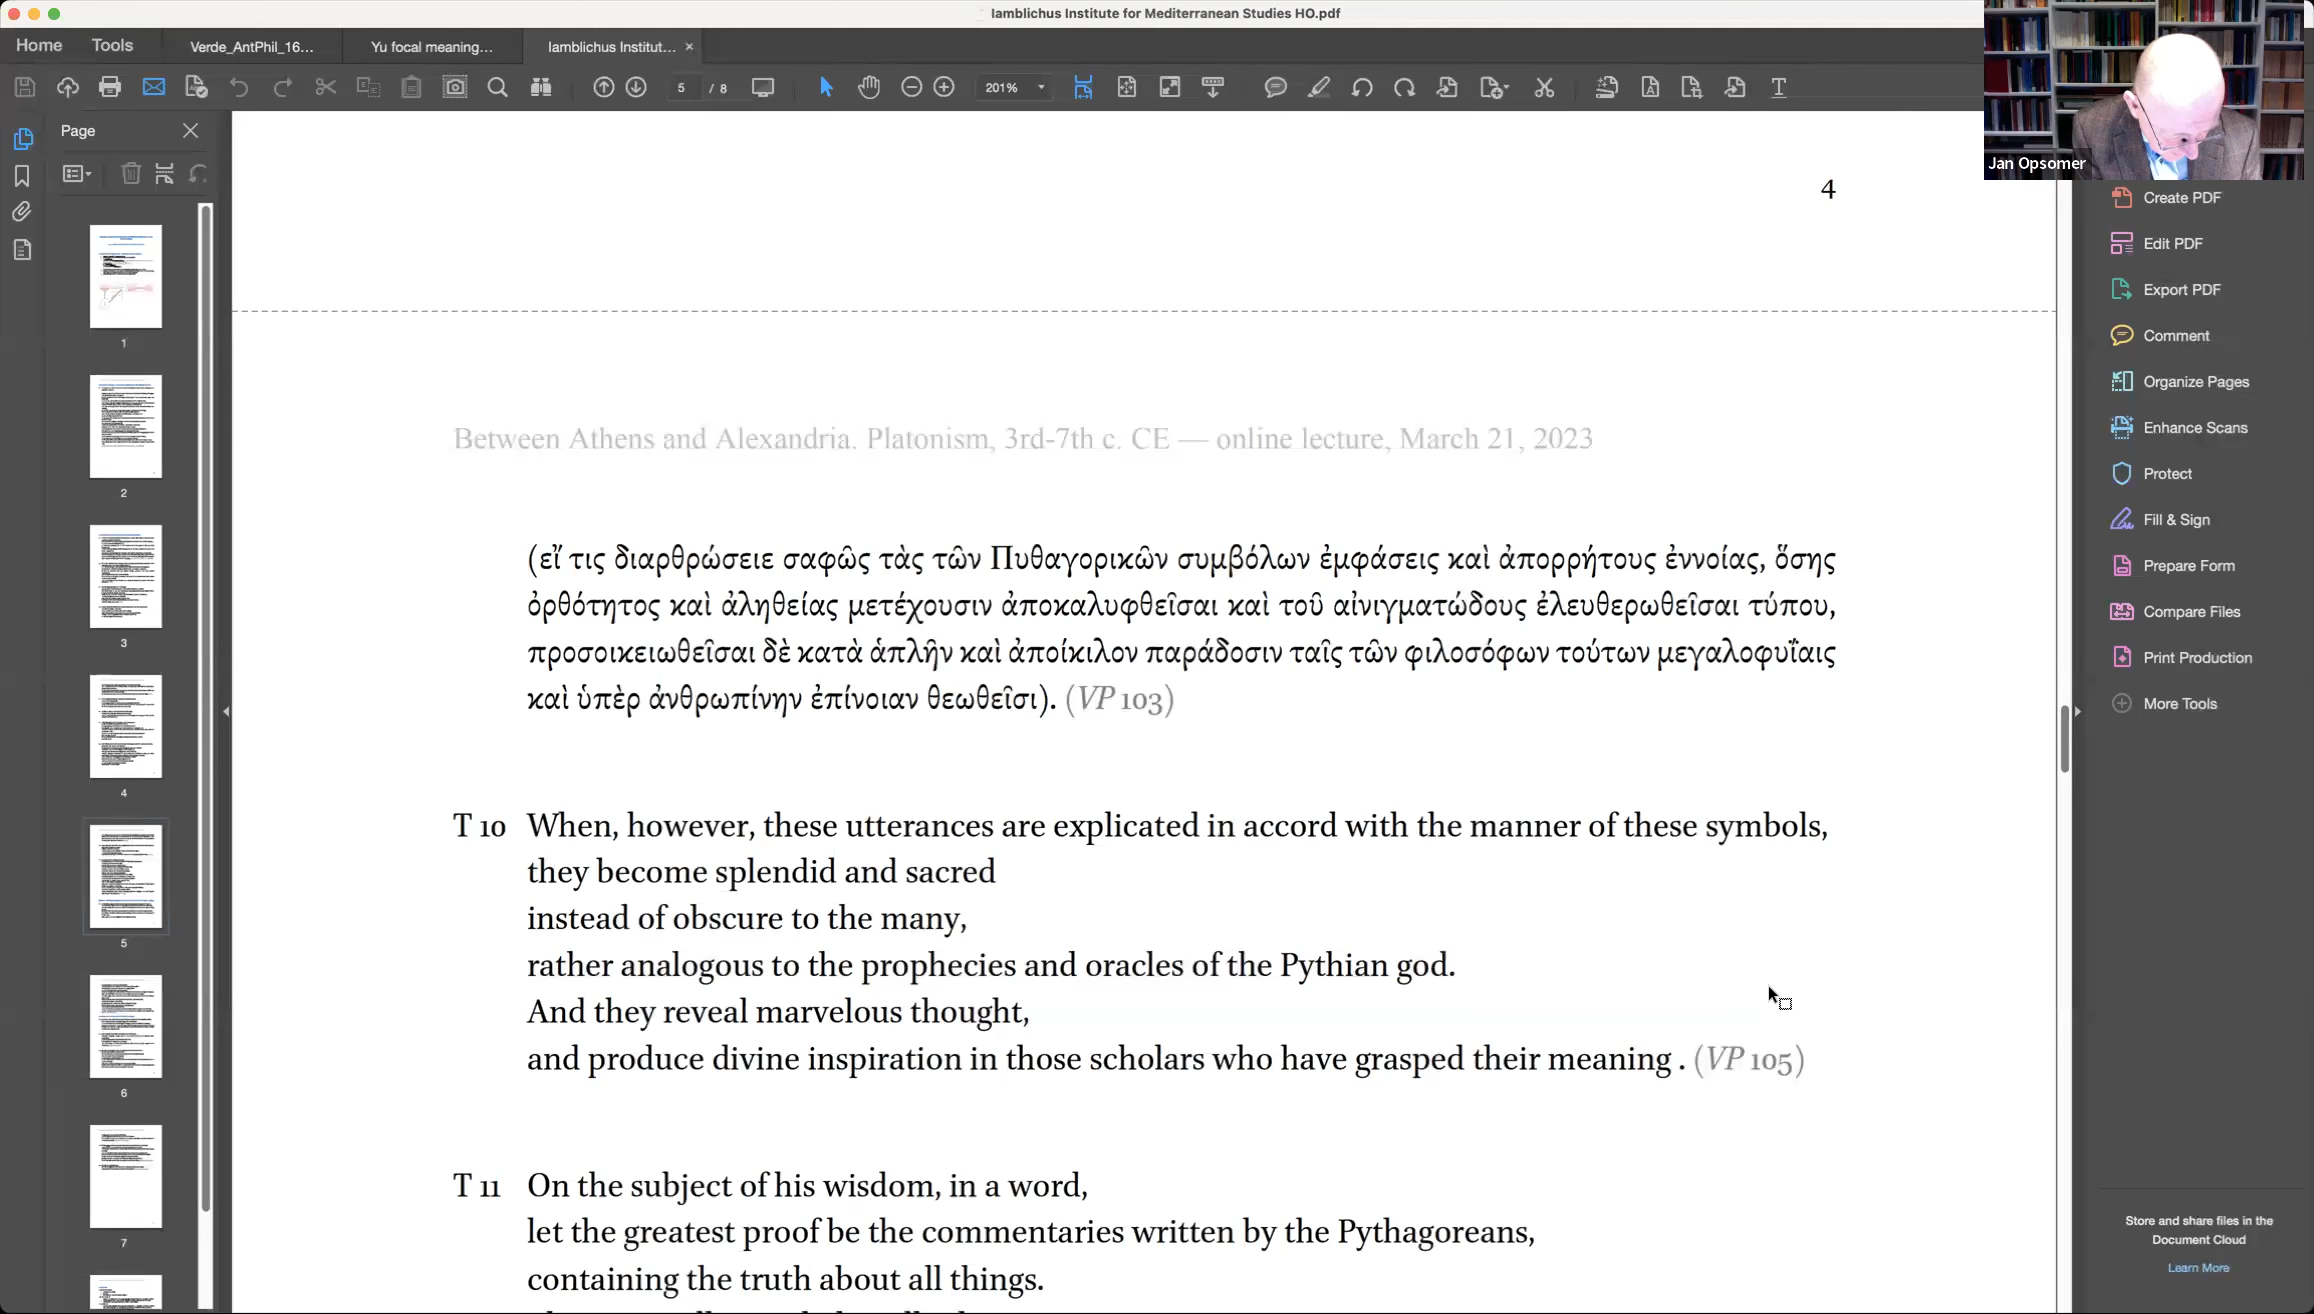 Iamblichus Institute for Mediterranean Studies HO.pdf
Home
Tools
Verde_AntPhil_16...
Yu focal meaning...
Iamblichus Institut... ×
5 / 8
201%
Page
Jan Opsomer
1
2
3
4
5
6
7
4
Between Athens and Alexandria. Platonism, 3rd-7th c. CE — online lecture, March 21, 2023
(εἴ τις διαρθρώσειε σαφῶς τὰς τῶν Πυθαγορικῶν συμβόλων ἐμφάσεις καὶ ἀπορρήτους ἐννοίας, ὅσης
ὀρθότητος καὶ ἀληθείας μετέχουσιν ἀποκαλυφθεῖσαι καὶ τοῦ αἰνιγματώδους ἐλευθερωθεῖσαι τύπου,
προσοικειωθεῖσαι δὲ κατὰ ἁπλῆν καὶ ἀποίκιλον παράδοσιν ταῖς τῶν φιλοσόφων τούτων μεγαλοφυΐαις
καὶ ὑπὲρ ἀνθρωπίνην ἐπίνοιαν θεωθεῖσι). (VP 103)
T 10 When, however, these utterances are explicated in accord with the manner of these symbols,
they become splendid and sacred
instead of obscure to the many,
rather analogous to the prophecies and oracles of the Pythian god.
And they reveal marvelous thought,
and produce divine inspiration in those scholars who have grasped their meaning . (VP 105)
T 11 On the subject of his wisdom, in a word,
let the greatest proof be the commentaries written by the Pythagoreans,
containing the truth about all things.
Create PDF
Edit PDF
Export PDF
Comment
Organize Pages
Enhance Scans
Protect
Fill & Sign
Prepare Form
Compare Files
Print Production
More Tools
Store and share files in the
Document Cloud
Learn More